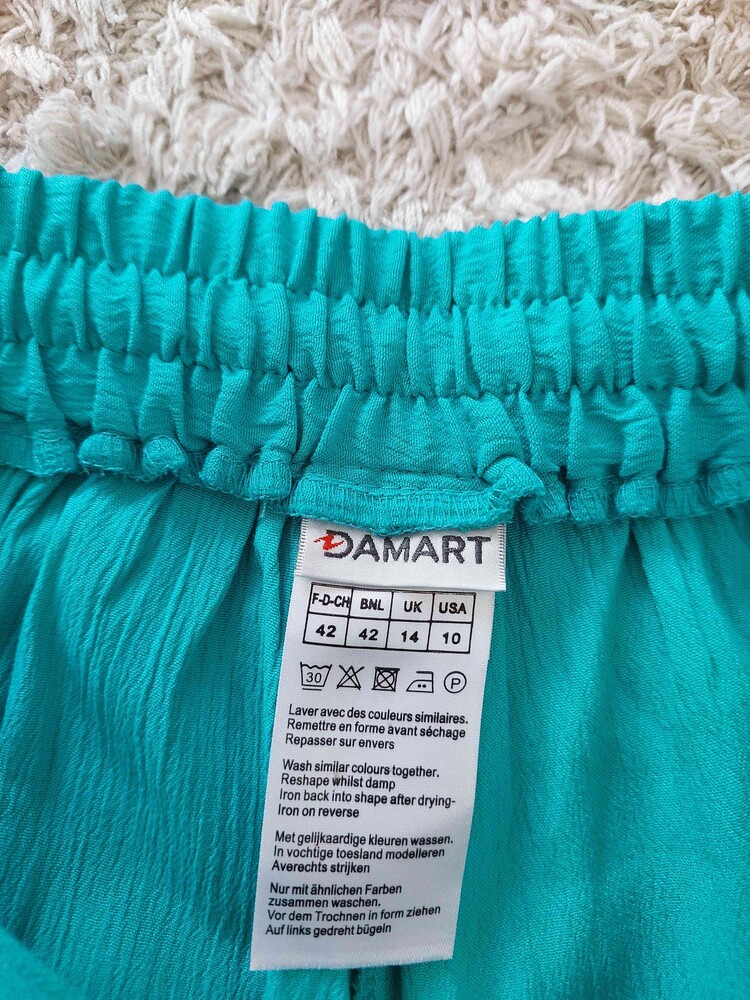 DAMART
F-D-CH BNL UK USA
42 42 14 10
30 P
Laver avec des couleurs similaires.
Remettre en forme avant séchage
Repasser sur envers
Wash similar colours together.
Reshape whilst damp
Iron back into shape after drying-
Iron on reverse
Met gelijkaardige kleuren wassen.
In vochtige toesland modelleren
Averechts strijken
Nur mit ähnlichen Farben
zusammen waschen.
Vor dem Trochnen in form ziehen
Auf links gedreht bügeln